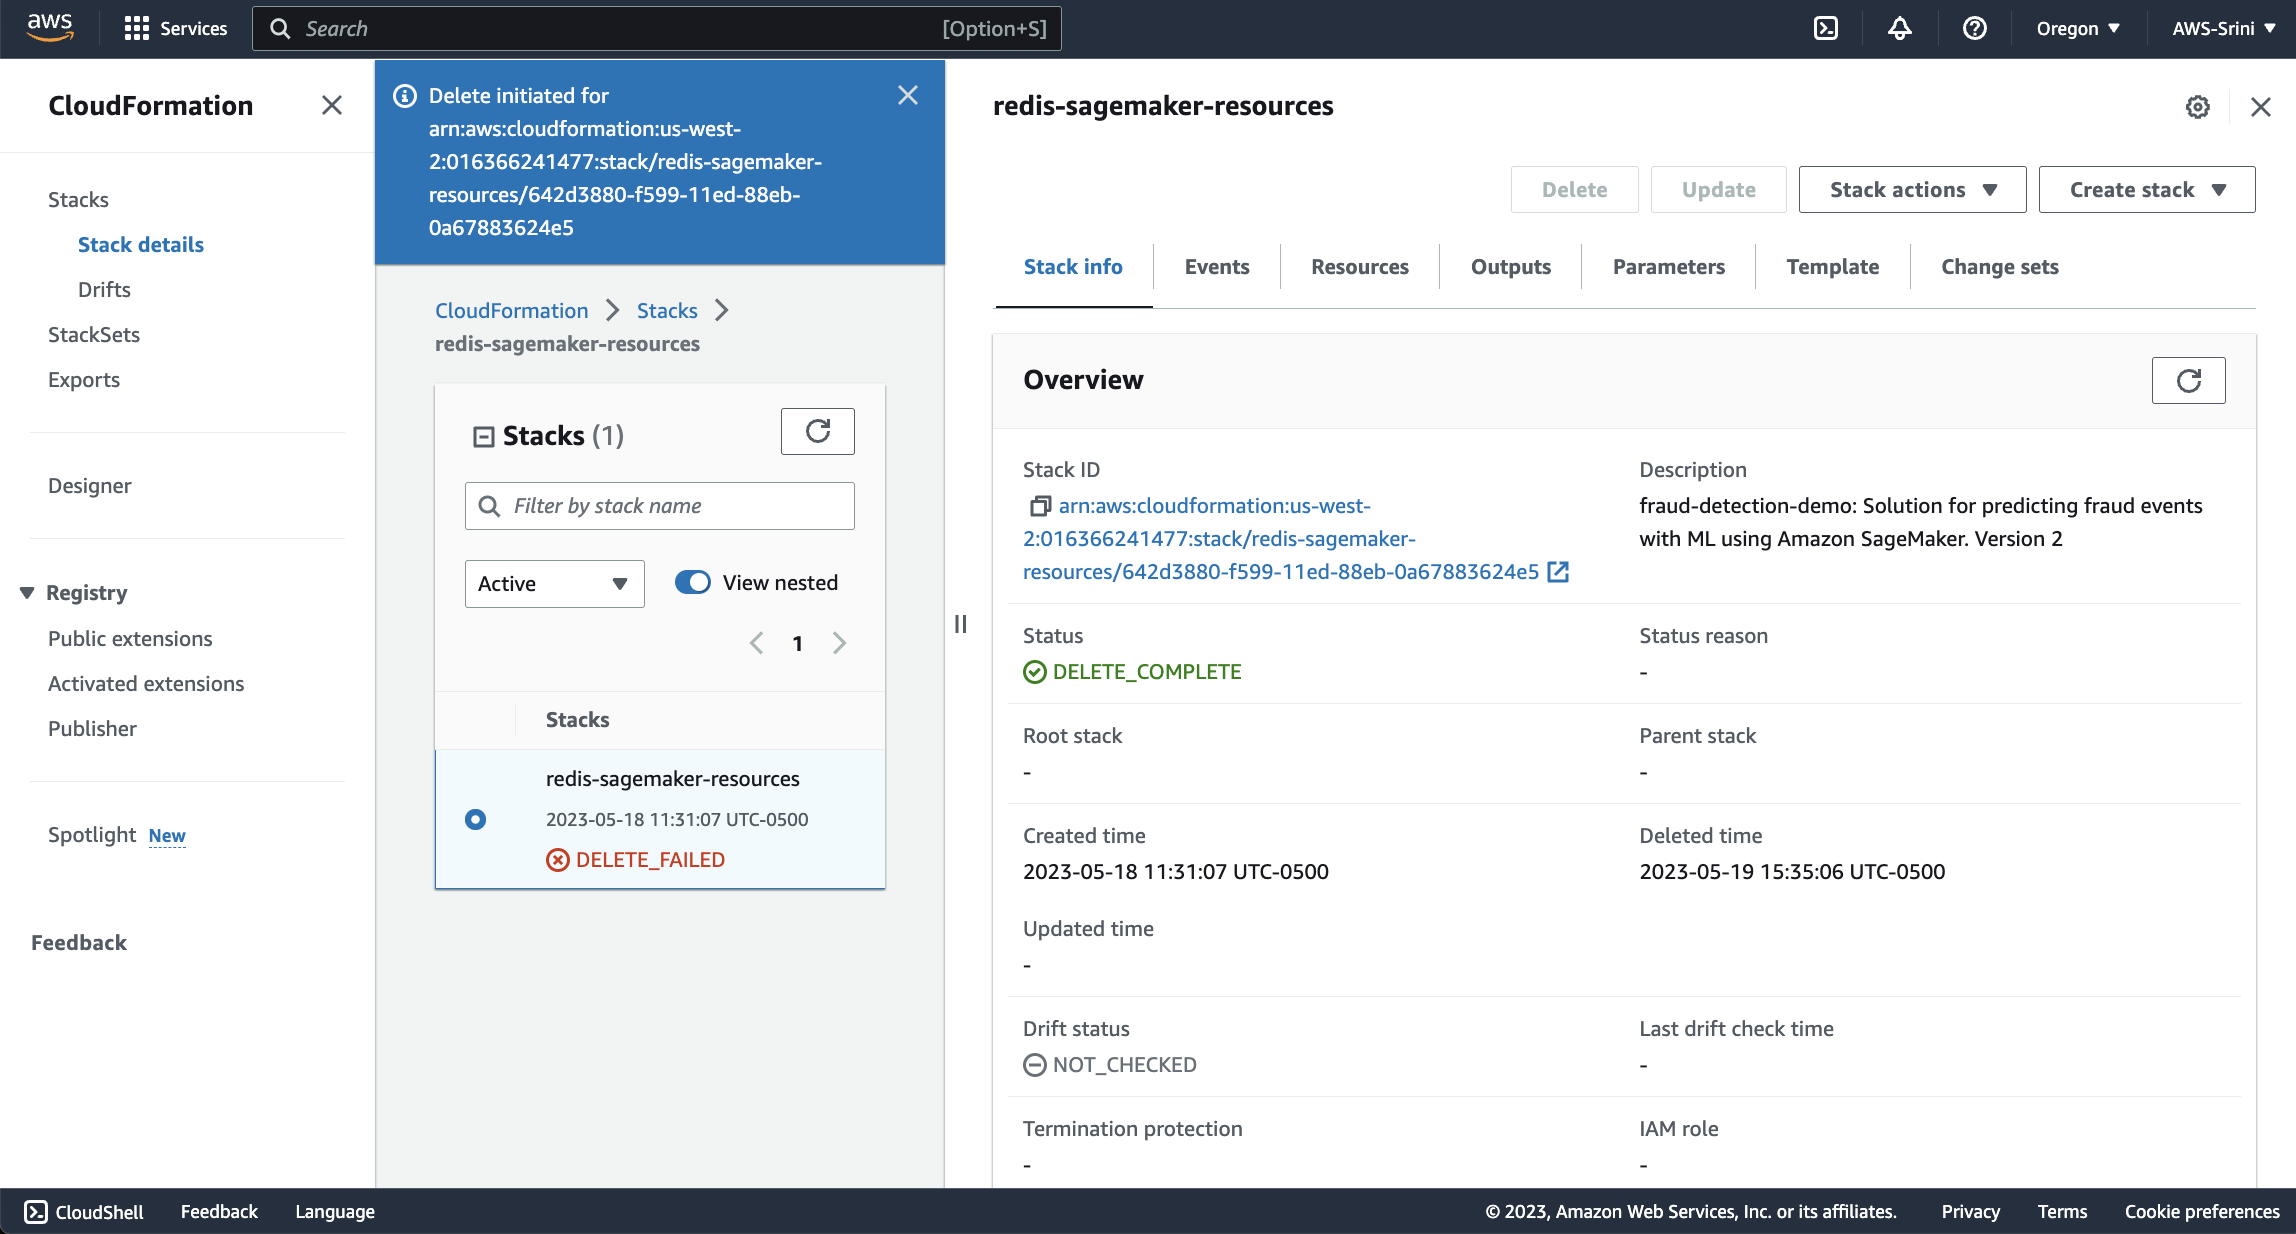 aws
Services
Search
[Option+S]
Oregon
AWS-Srini
CloudFormation
Stacks
Stack details
Drifts
StackSets
Exports
Designer
Registry
Public extensions
Activated extensions
Publisher
Spotlight New
Feedback
Delete initiated for
arn:aws:cloudformation:us-west-
2:016366241477:stack/redis-sagemaker-
resources/642d3880-f599-11ed-88eb-
0a67883624e5
CloudFormation
Stacks
redis-sagemaker-resources
Stacks (1)
Filter by stack name
Active
View nested
1
Stacks
redis-sagemaker-resources
2023-05-18 11:31:07 UTC-0500
DELETE_FAILED
redis-sagemaker-resources
Delete
Update
Stack actions
Create stack
Stack info
Events
Resources
Outputs
Parameters
Template
Change sets
Overview
Stack ID
arn:aws:cloudformation:us-west-
2:016366241477:stack/redis-sagemaker-
resources/642d3880-f599-11ed-88eb-0a67883624e5
Description
fraud-detection-demo: Solution for predicting fraud events
with ML using Amazon SageMaker. Version 2
Status
DELETE_COMPLETE
Status reason
-
Root stack
-
Parent stack
-
Created time
2023-05-18 11:31:07 UTC-0500
Deleted time
2023-05-19 15:35:06 UTC-0500
Updated time
-
Drift status
NOT_CHECKED
Last drift check time
-
Termination protection
-
IAM role
-
CloudShell
Feedback
Language
© 2023, Amazon Web Services, Inc. or its affiliates.
Privacy
Terms
Cookie preferences